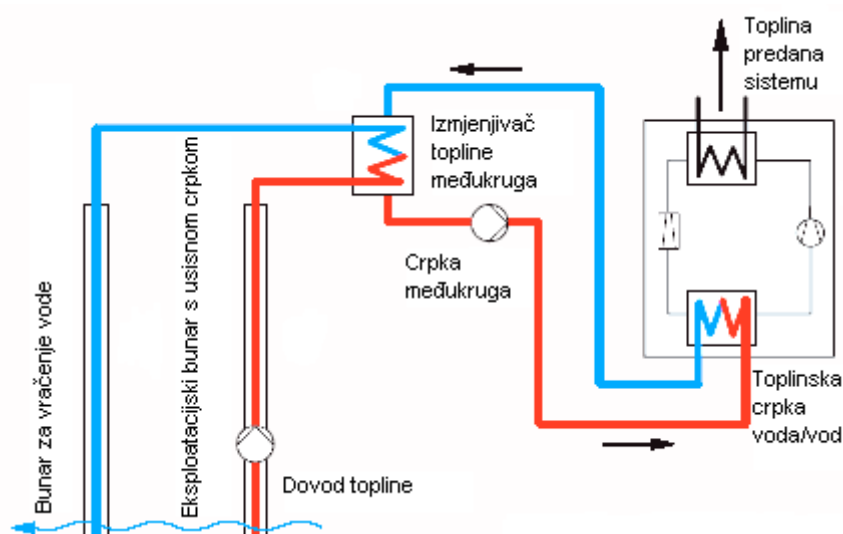 Toplina
predana
sistemu
Izmjenjivač
topline
međukruga
Crpka
međukruga
Toplinska
crpka
voda/vod
Dovod topline
Bunar za vračenje vode
Eksploatacijski bunar s usisnom crpkom